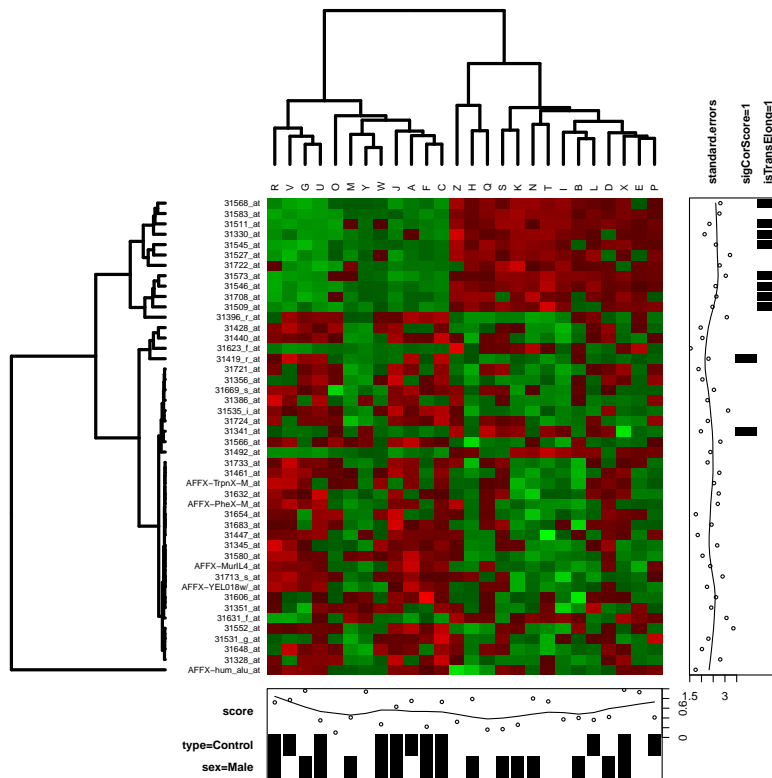 standard.errors
sigCorScore=1
isTransElong=1
R V G U O M Y W J A F C Z H Q S K N T I B L D X E P
31568_at
31583_at
31511_at
31330_at
31545_at
31527_at
31722_at
31573_at
31546_at
31708_at
31509_at
31396_r_at
31428_at
31440_at
31623_f_at
31419_r_at
31721_at
31356_at
31669_s_at
31386_at
31535_i_at
31724_at
31341_at
31566_at
31492_at
31733_at
31461_at
AFFX−TrpnX−M_at
31632_at
AFFX−PheX−M_at
31654_at
31683_at
31447_at
31345_at
31580_at
AFFX−MurIL4_at
31713_s_at
AFFX−YEL018w/_at
31606_at
31351_at
31631_f_at
31552_at
31531_g_at
31648_at
31328_at
AFFX−hum_alu_at
1.5 3
score
0 0.6
type=Control
sex=Male